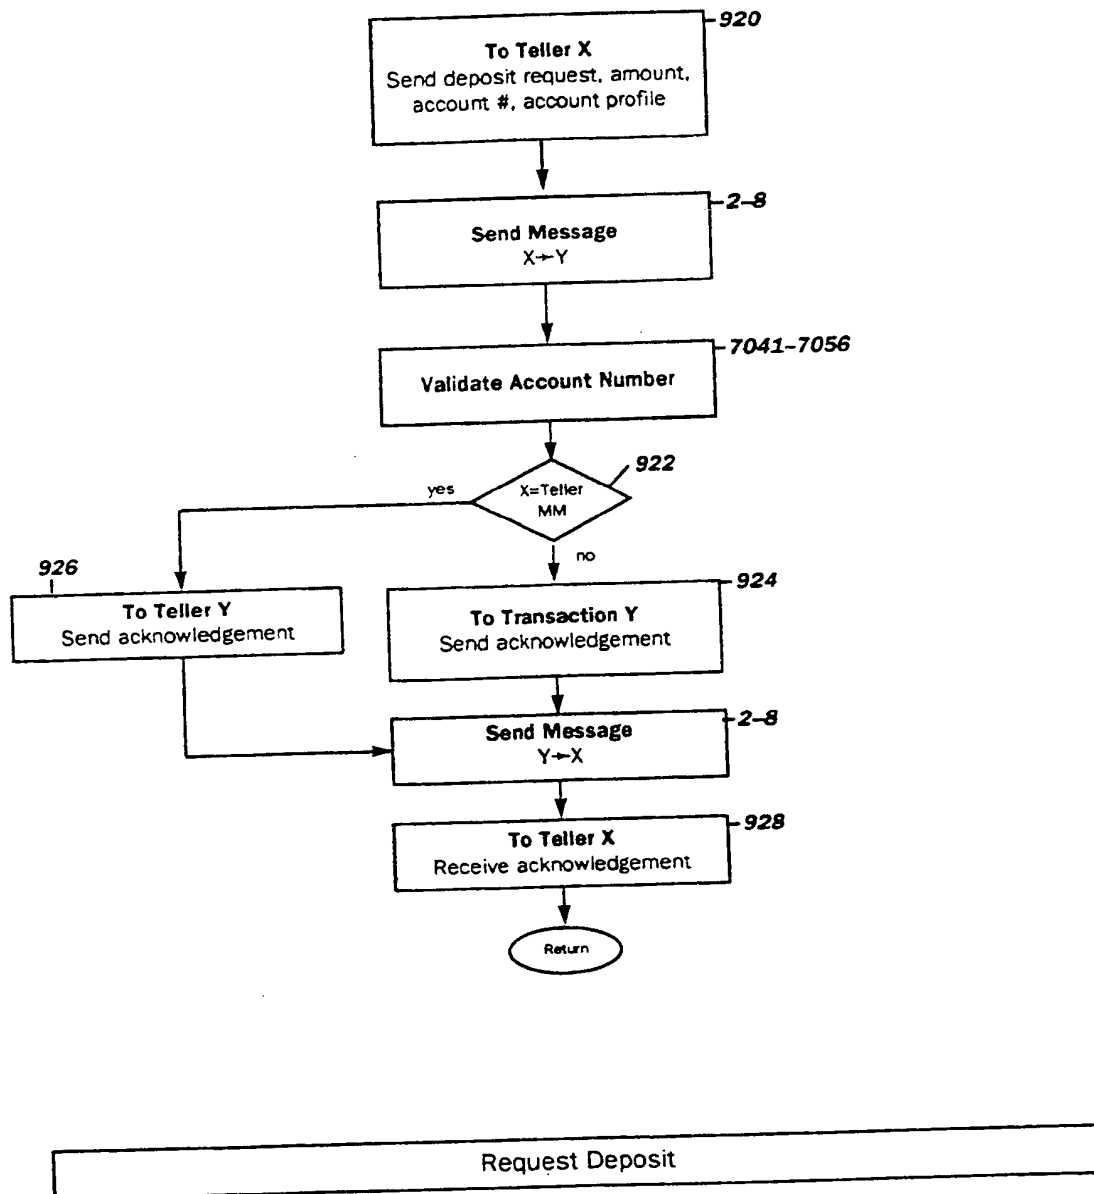 920
To Teller X
Send deposit request, amount,
account #, account profile
2-8
Send Message
X→Y
7041-7056
Validate Account Number
922
X=Teller
MM
yes
no
926
To Teller Y
Send acknowledgement
924
To Transaction Y
Send acknowledgement
2-8
Send Message
Y→X
928
To Teller X
Receive acknowledgement
Return
Request Deposit